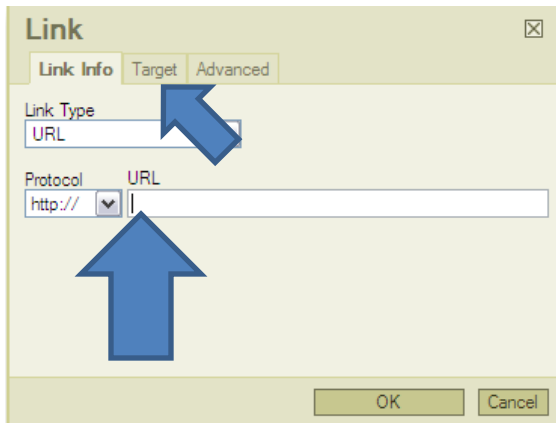 Link
Link Info Target Advanced
Link Type
URL
Protocol URL
http://
OK Cancel